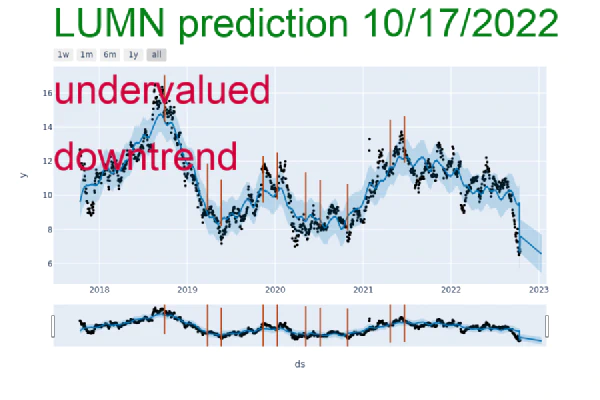 LUMN prediction 10/17/2022
1w 1m 6m 1y all
undervalued
downtrend
16
14
12
10
8
6
y
2018 2019 2020 2021 2022 2023
ds